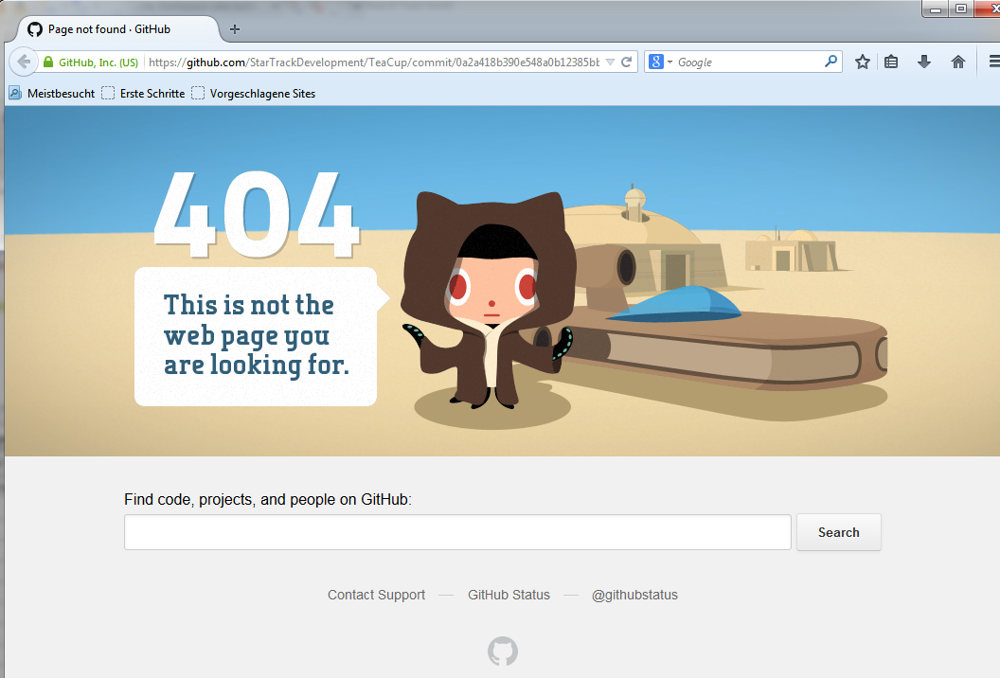 Page not found · GitHub
GitHub, Inc. (US)
https://github.com/StarTrackDevelopment/TeaCup/commit/0a2a418b390e548a0b12385bb
Google
Meistbesucht
Erste Schritte
Vorgeschlagene Sites
404
This is not the
web page you
are looking for.
Find code, projects, and people on GitHub:
Search
Contact Support — GitHub Status — @githubstatus